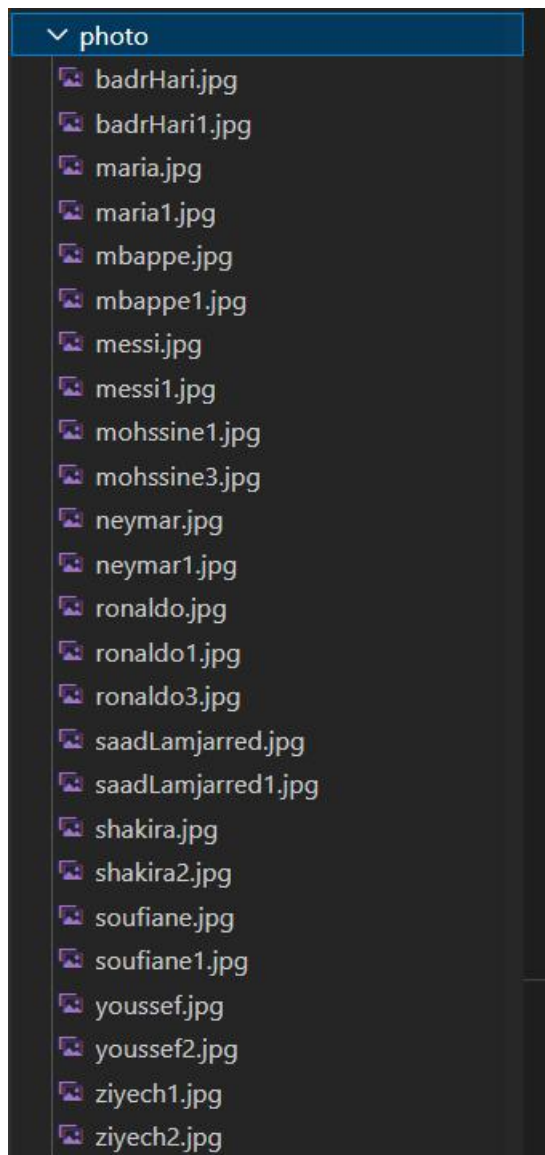 photo
badrHari.jpg
badrHari1.jpg
maria.jpg
maria1.jpg
mbappe.jpg
mbappe1.jpg
messi.jpg
messi1.jpg
mohssine1.jpg
mohssine3.jpg
neymar.jpg
neymar1.jpg
ronaldo.jpg
ronaldo1.jpg
ronaldo3.jpg
saadLamjarred.jpg
saadLamjarred1.jpg
shakira.jpg
shakira2.jpg
soufiane.jpg
soufiane1.jpg
youssef.jpg
youssef2.jpg
ziyech1.jpg
ziyech2.jpg